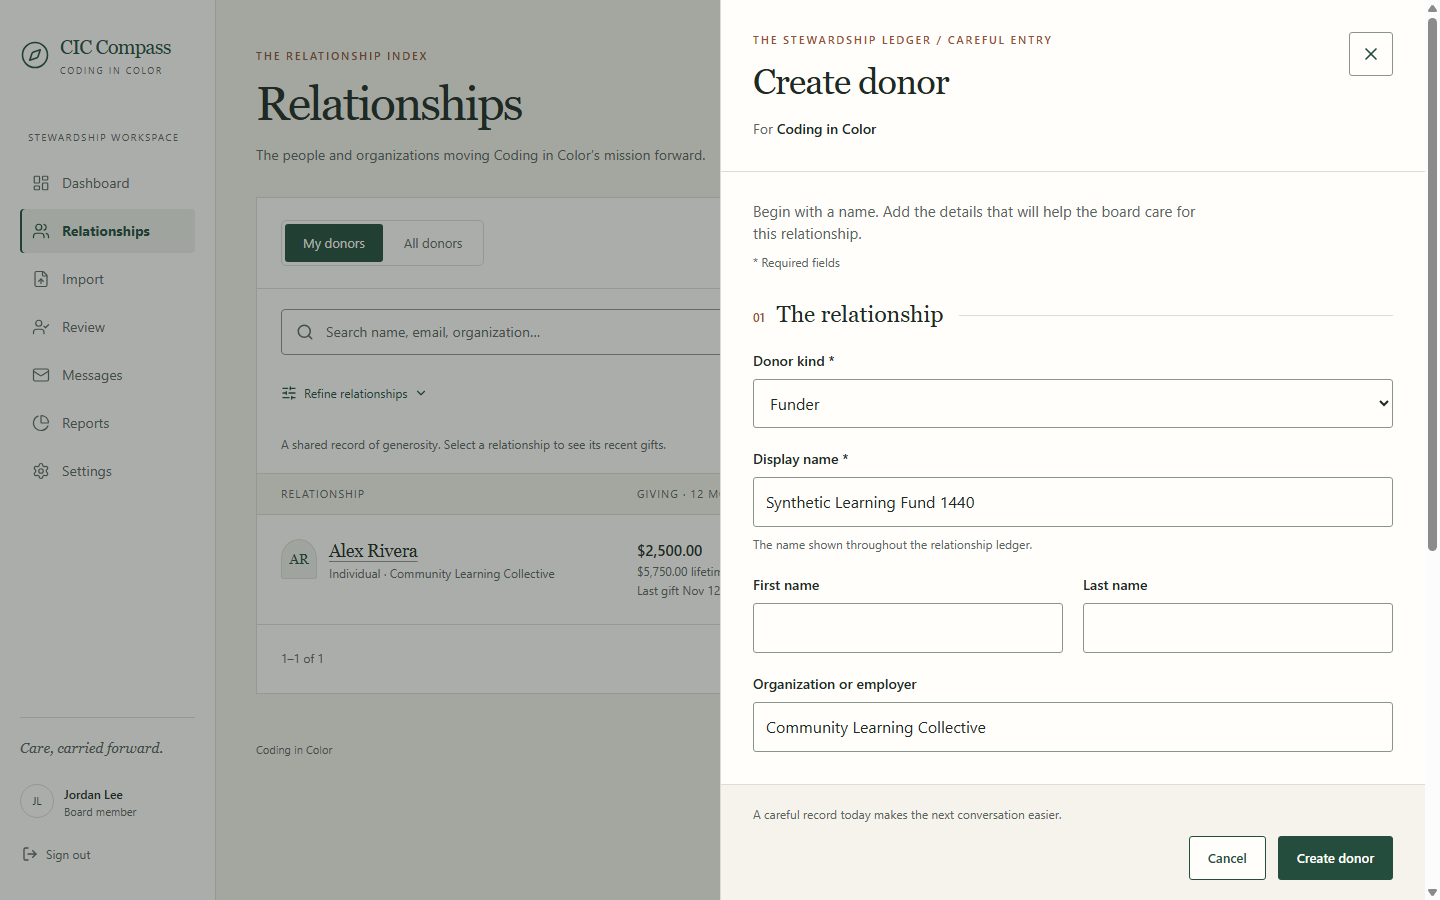 CIC Compass
CODING IN COLOR
STEWARDSHIP WORKSPACE
Dashboard
Relationships
Import
Review
Messages
Reports
Settings
Care, carried forward.
JL
Jordan Lee
Board member
Sign out
THE RELATIONSHIP INDEX
Relationships
The people and organizations moving Coding in Color's mission forward.
My donors
All donors
Search name, email, organization...
Refine relationships
A shared record of generosity. Select a relationship to see its recent gifts.
RELATIONSHIP
GIVING · 12
AR
Alex Rivera
Individual · Community Learning Collective
$2,500.00
$5,750.00
Last gift Nov 12
1–1 of 1
Coding in Color
THE STEWARDSHIP LEDGER / CAREFUL ENTRY
Create donor
For Coding in Color
Begin with a name. Add the details that will help the board care for
this relationship.
* Required fields
01 The relationship
Donor kind *
Funder
Display name *
Synthetic Learning Fund 1440
The name shown throughout the relationship ledger.
First name
Last name
Organization or employer
Community Learning Collective
A careful record today makes the next conversation easier.
Cancel
Create donor